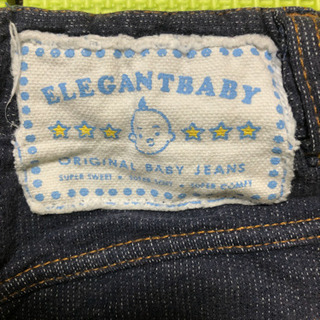 ELEGANTBABY
ORIGINAL BABY JEANS
SUPER SWEET × SUPER SOFT × SUPER COMFY